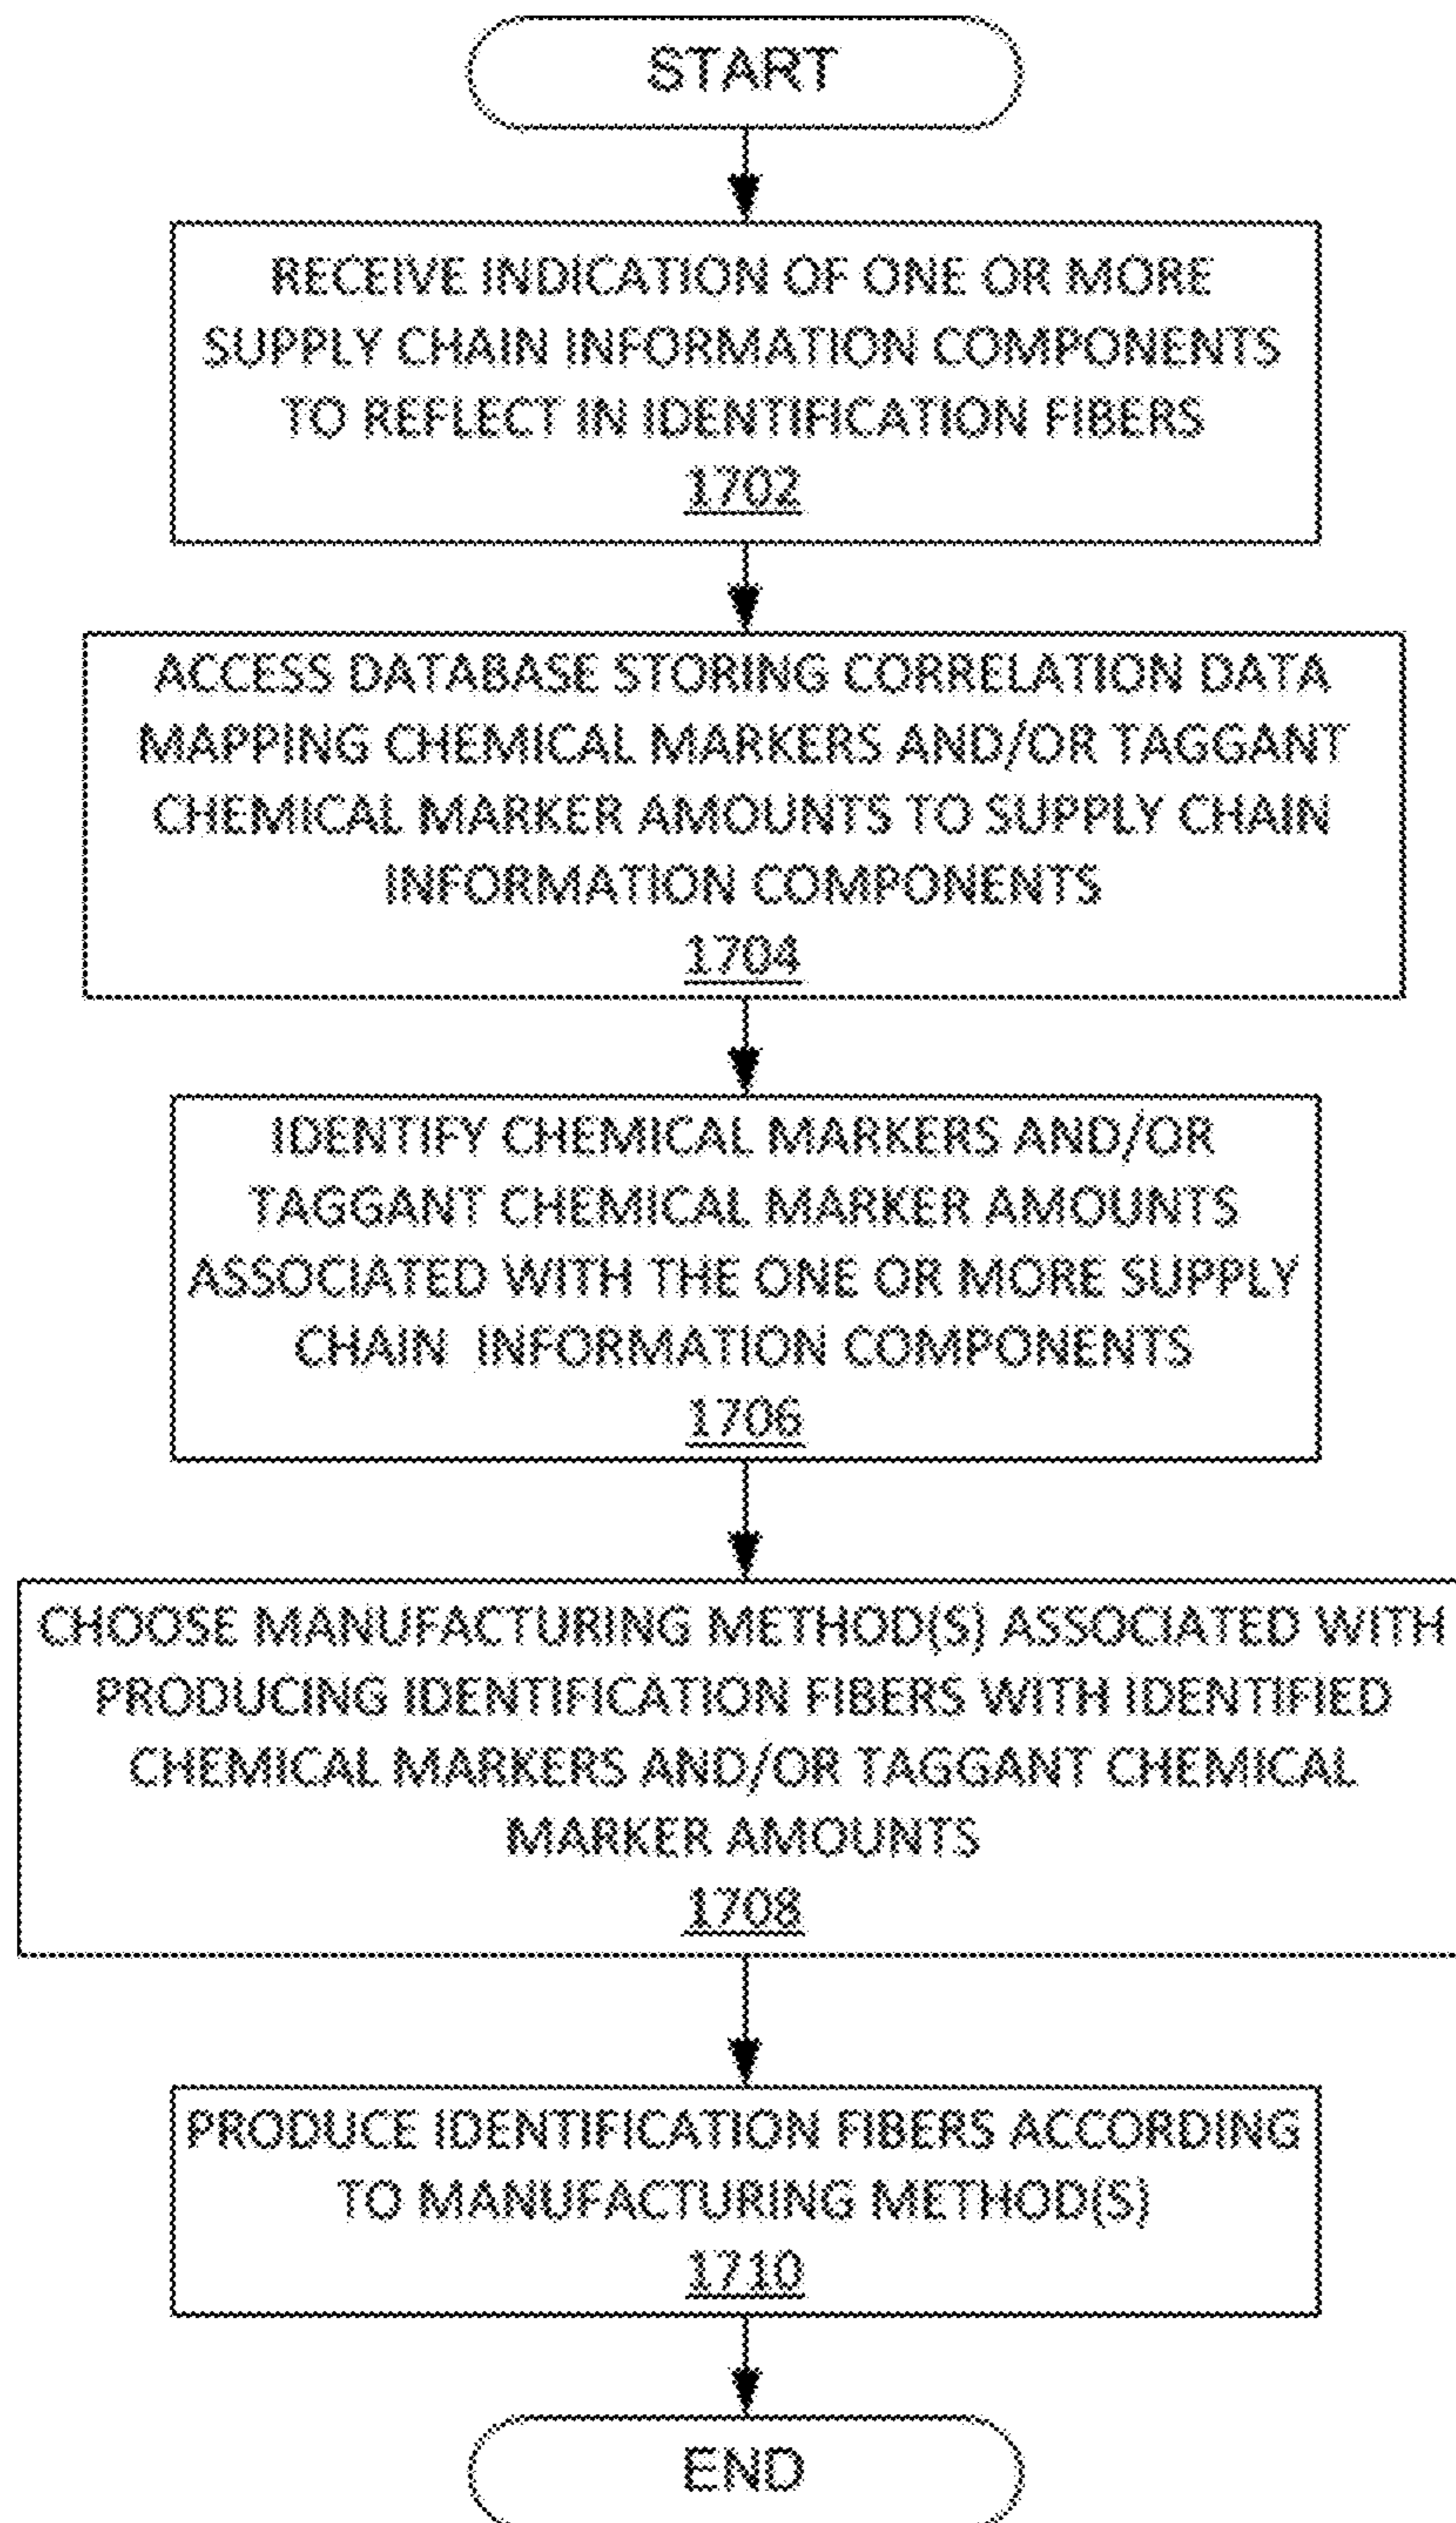 START
RECEIVE INDICATION OF ONE OR MORE
SUPPLY CHAIN INFORMATION COMPONENTS
TO REFLECT IN IDENTIFICATION FIBERS
1702
ACCESS DATABASE STORING CORRELATION DATA
MAPPING CHEMICAL MARKERS AND/OR TAGGANT
CHEMICAL MARKER AMOUNTS TO SUPPLY CHAIN
INFORMATION COMPONENTS
1704
IDENTIFY CHEMICAL MARKERS AND/OR
TAGGANT CHEMICAL MARKER AMOUNTS
ASSOCIATED WITH THE ONE OR MORE SUPPLY
CHAIN INFORMATION COMPONENTS
1706
CHOOSE MANUFACTURING METHOD(S) ASSOCIATED WITH
PRODUCING IDENTIFICATION FIBERS WITH IDENTIFIED
CHEMICAL MARKERS AND/OR TAGGANT CHEMICAL
MARKER AMOUNTS
1708
PRODUCE IDENTIFICATION FIBERS ACCORDING
TO MANUFACTURING METHOD(S)
1710
END